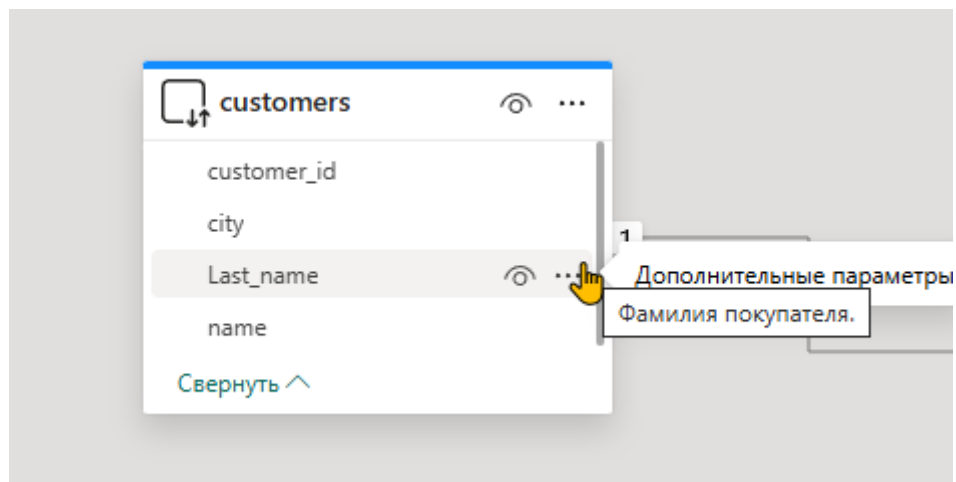 customers
customer_id
city
1
Last_name
Дополнительные параметры
Фамилия покупателя.
name
Свернуть